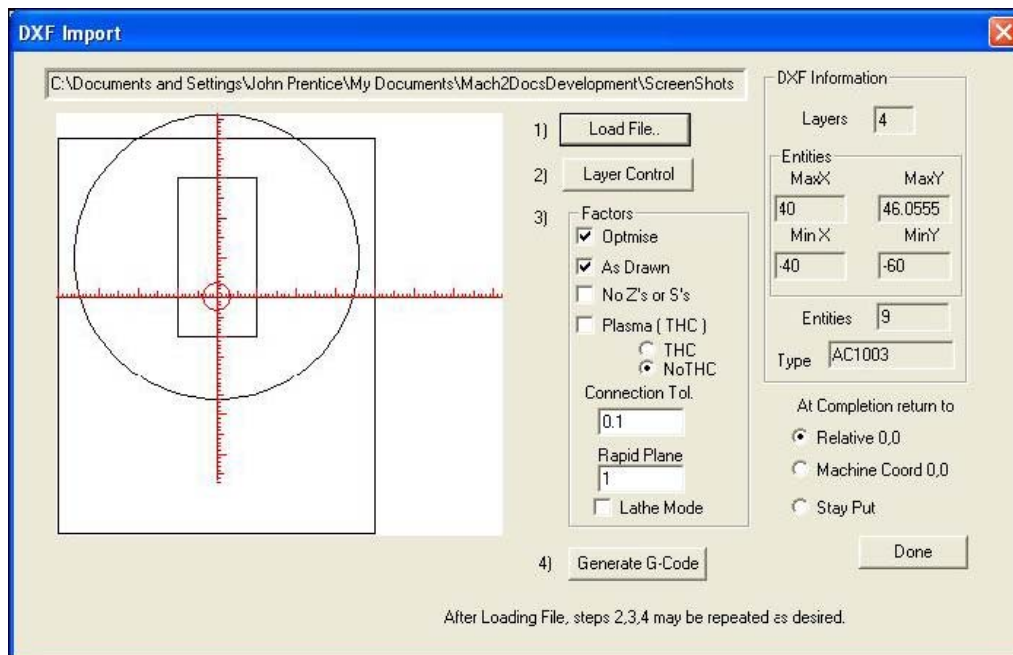 DXF Import
C:\Documents and Settings\John Prentice\My Documents\Mach2DocsDevelopment\ScreenShots
1) Load File..
2) Layer Control
3) Factors
Optmise
As Drawn
No Z's or S's
Plasma ( THC )
THC
NoTHC
Connection Tol.
0.1
Rapid Plane
1
Lathe Mode
4) Generate G-Code
DXF Information
Layers 4
Entities
MaxX MaxY
40 46.0555
Min X MinY
-40 -60
Entities 9
Type AC1003
At Completion return to
Relative 0,0
Machine Coord 0,0
Stay Put
Done
After Loading File, steps 2,3,4 may be repeated as desired.